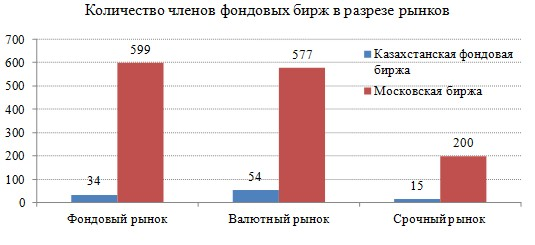 Количество членов фондовых бирж в разрезе рынков
700
600
500
400
300
200
100
0
599
577
200
34
54
15
Казахстанская фондовая
биржа
Московская биржа
Фондовый рынок
Валютный рынок
Срочный рынок